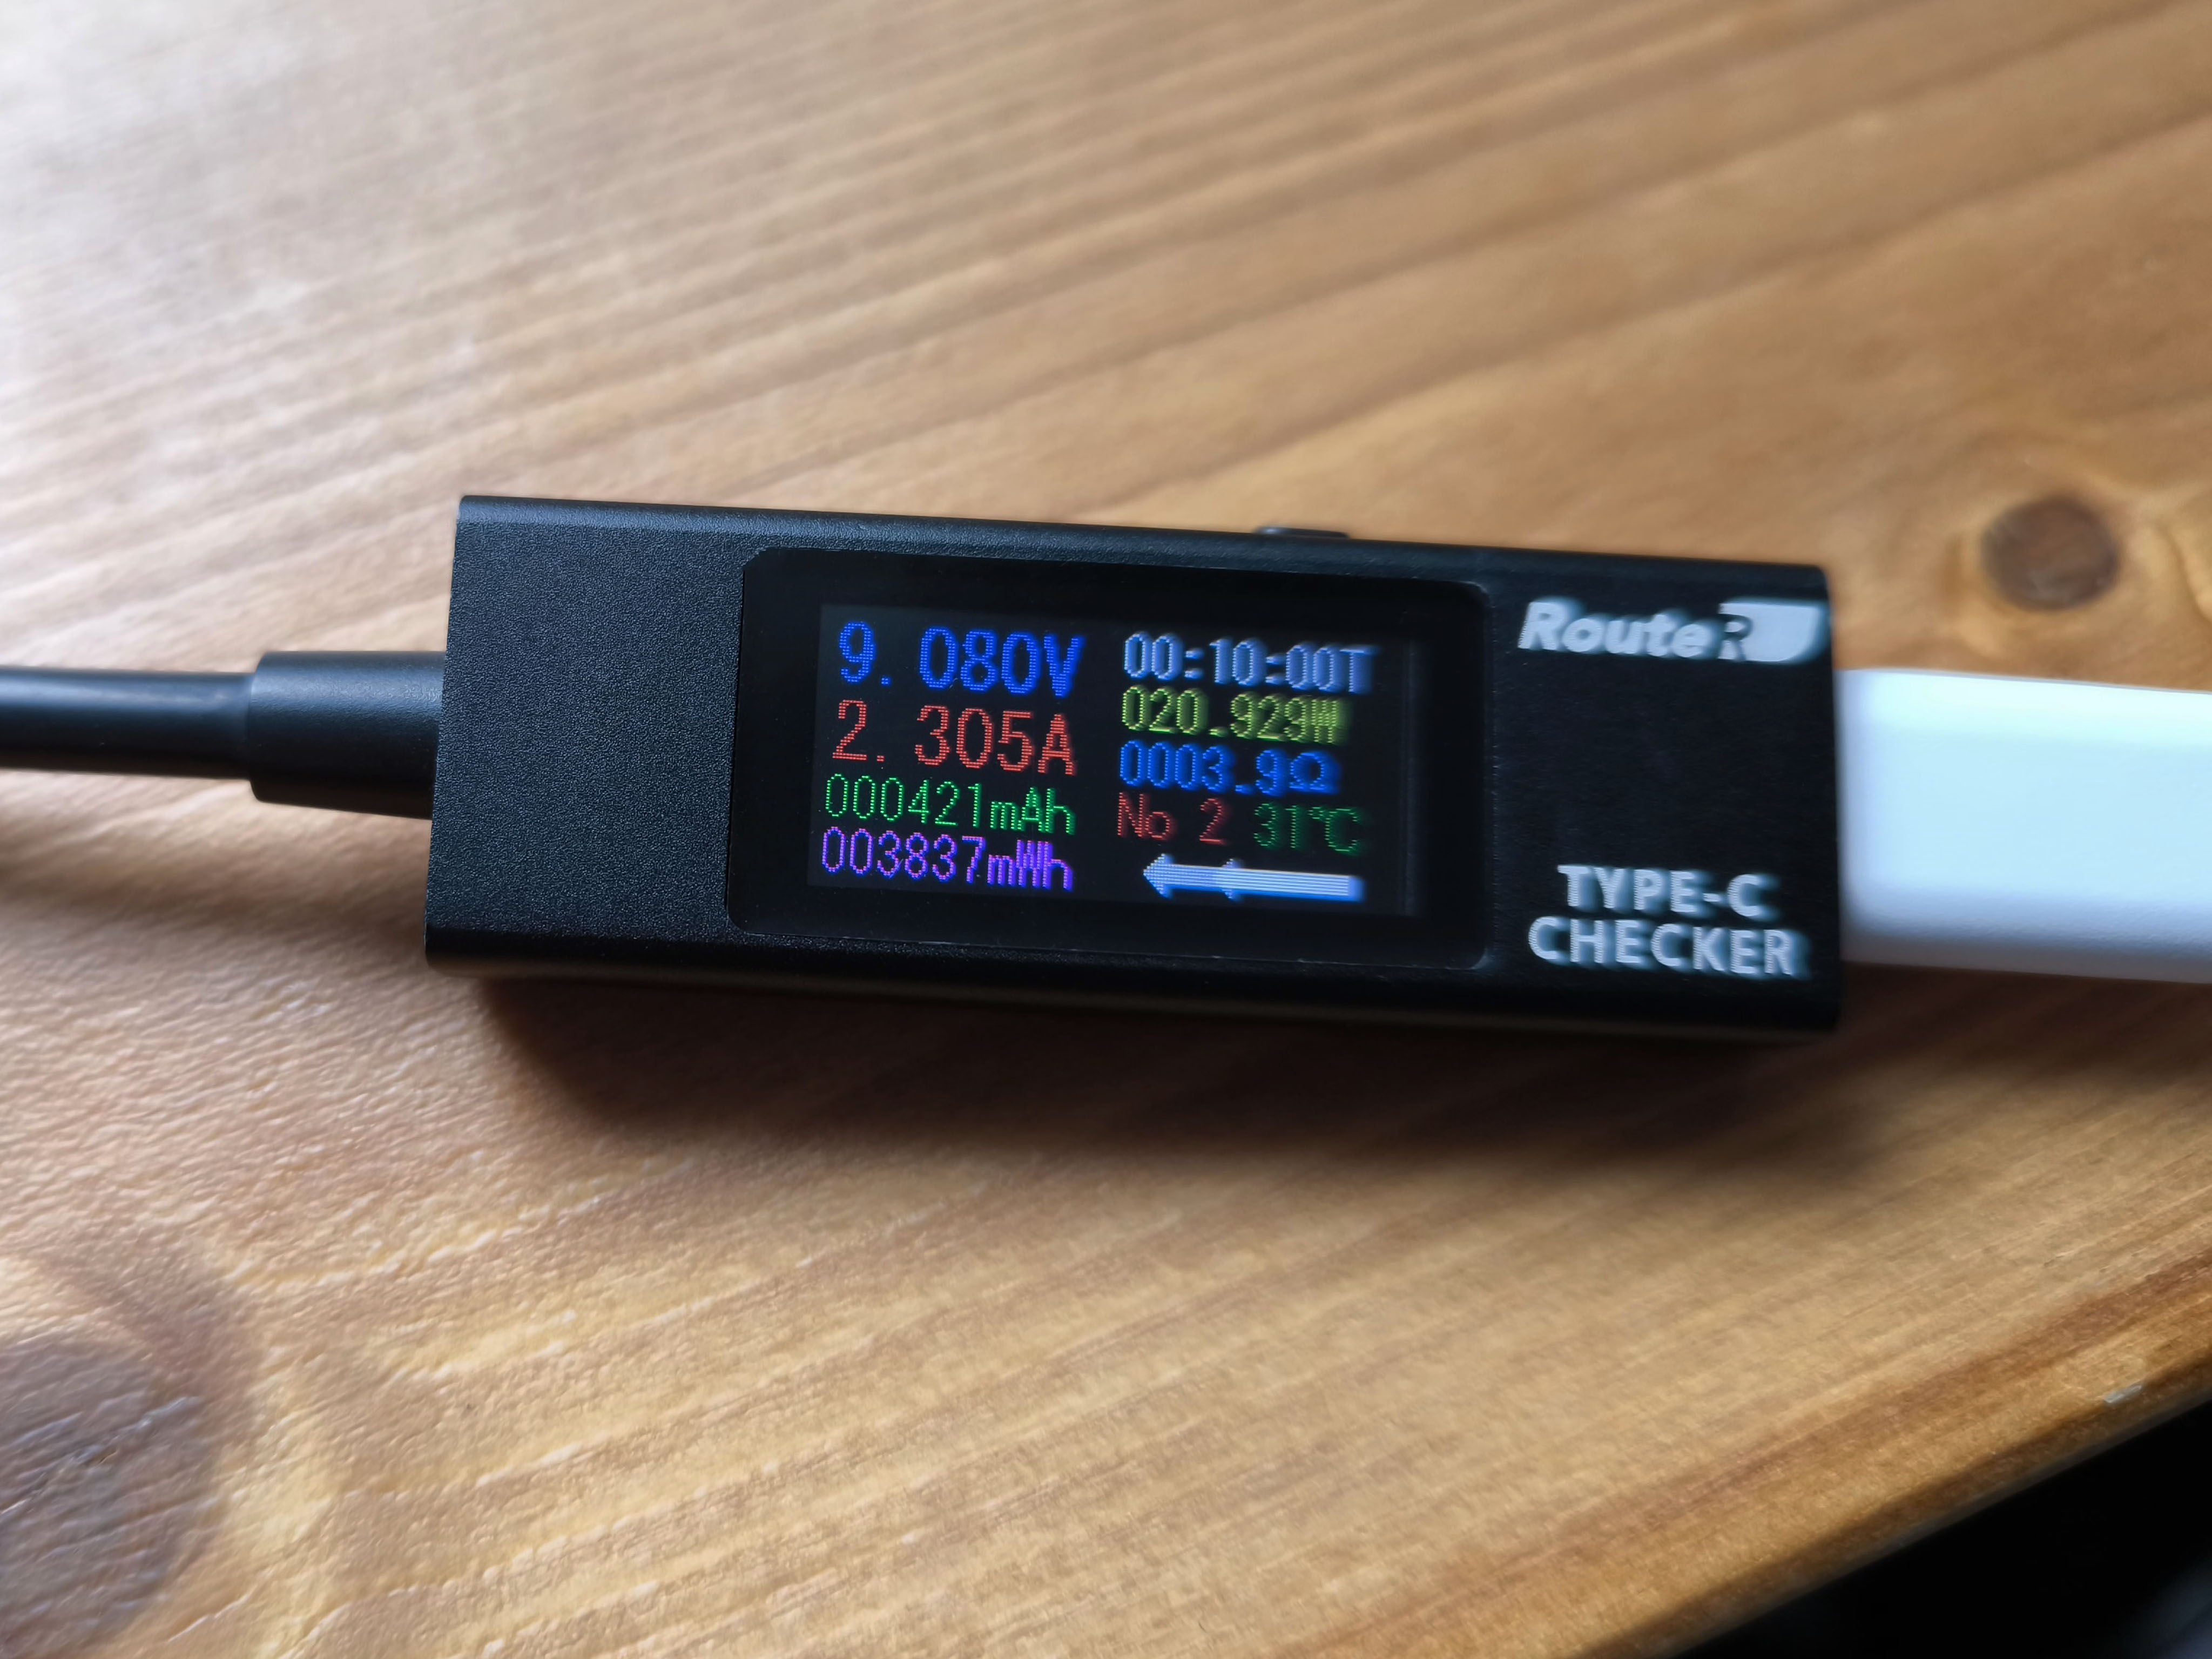 9.080V
2.305A
000421mAh
003837mWh
00:10:00T
020.929W
0003.9Ω
No 2 31℃
RouteR
TYPE-C
CHECKER